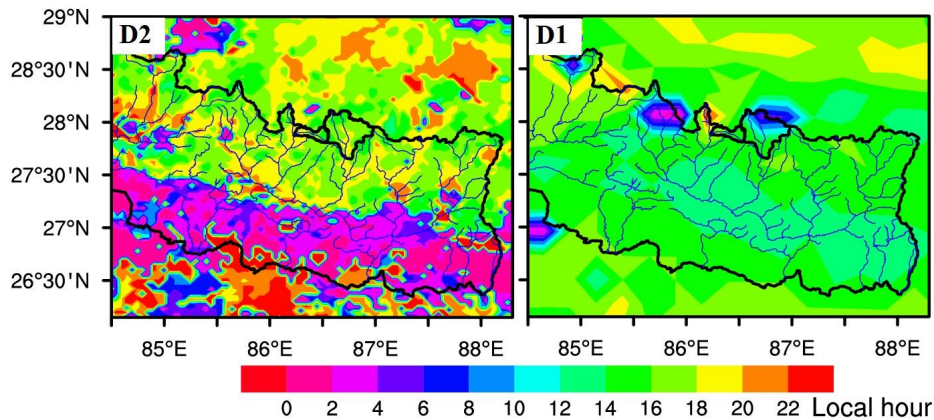 D2
D1
29°N
28°30'N
28°N
27°30'N
27°N
26°30'N
85°E 86°E 87°E 88°E 85°E 86°E 87°E 88°E
0 2 4 6 8 10 12 14 16 18 20 22 Local hour